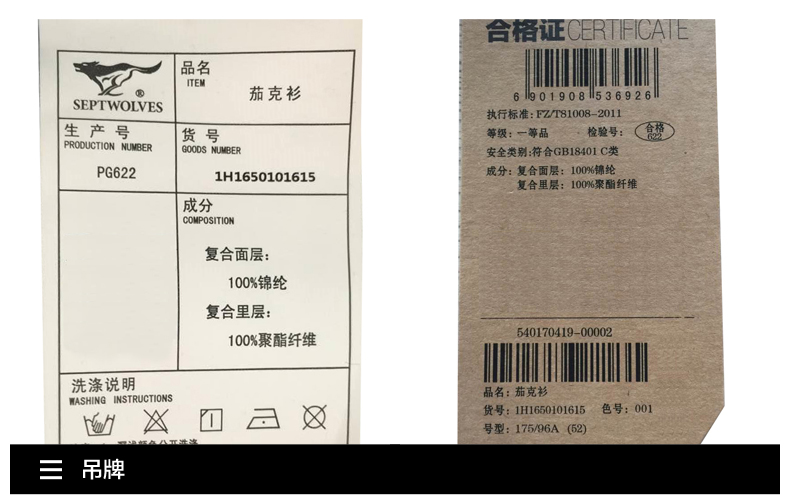 SEPTWOLVES
®
品名
ITEM
茄克衫
生产号
PRODUCTION NUMBER
PG622
货号
GOODS NUMBER
1H1650101615
成分
COMPOSITION
复合面层:
100%锦纶
复合里层:
100%聚酯纤维
洗涤说明
WASHING INSTRUCTIONS
合格证CERTIFICATE
6 901908 536926
执行标准: FZ/T81008-2011
等级: 一等品 检验号: 合格 622
安全类别:符合GB18401 C类
成分: 复合面层: 100%锦纶
复合里层: 100%聚酯纤维
540170419-00002
品名: 茄克衫
货号: 1H1650101615 色号: 001
号型: 175/96A (52)
吊牌